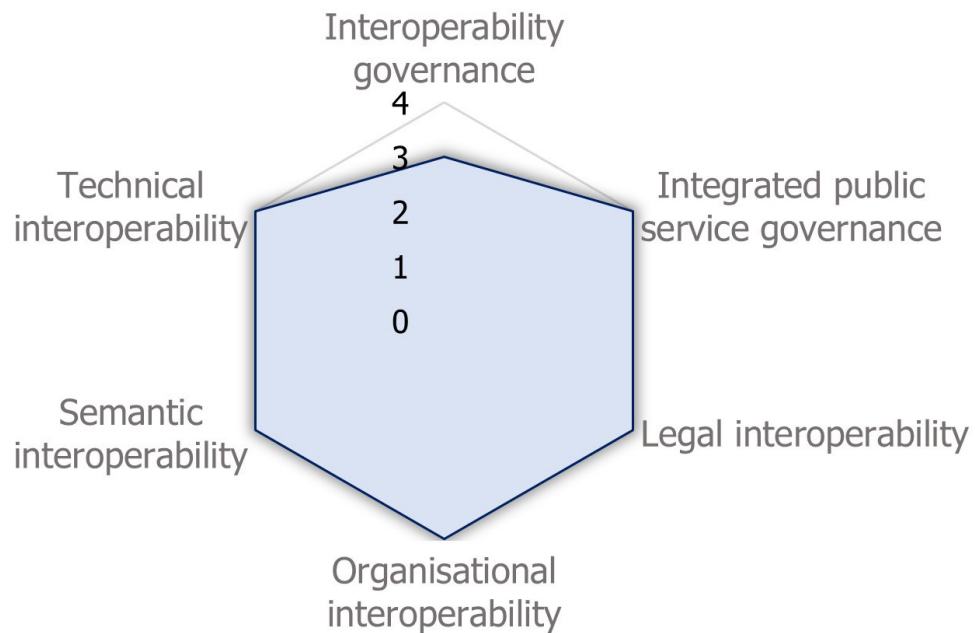 Interoperability
governance
4
3
2
1
0
Technical
interoperability
Integrated public
service governance
Semantic
interoperability
Legal interoperability
Organisational
interoperability